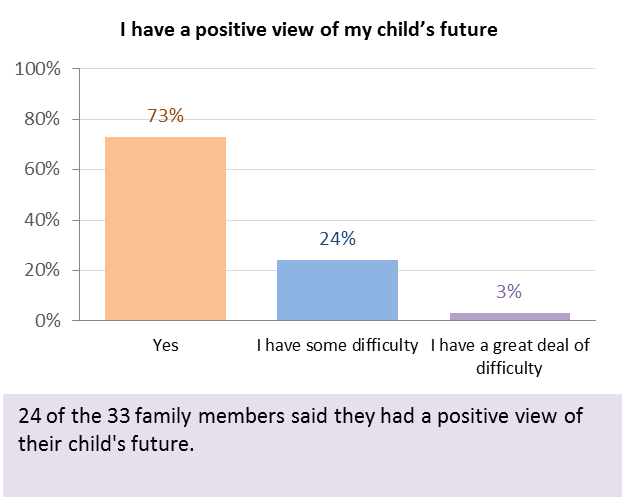 I have a positive view of my child’s future
100%
80%
60%
40%
20%
0%
73%
24%
3%
Yes
I have some difficulty
I have a great deal of
difficulty
24 of the 33 family members said they had a positive view of
their child's future.